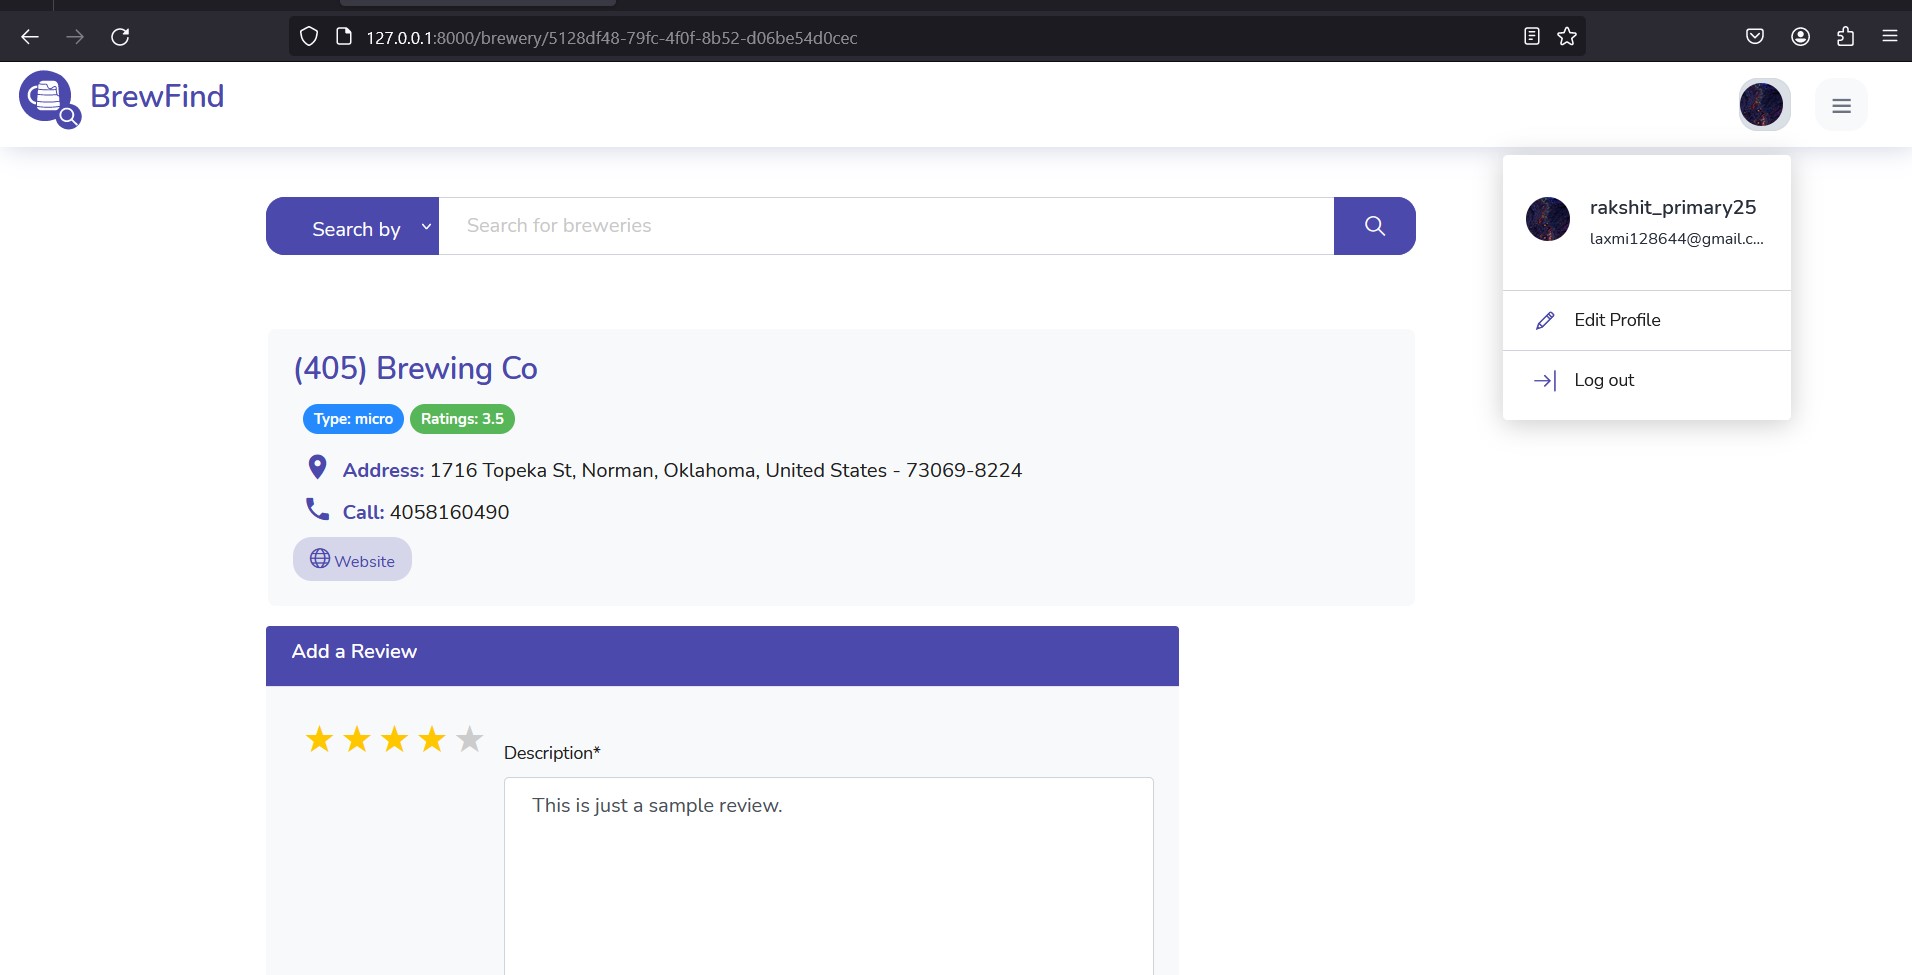 127.0.0.1:8000/brewery/5128df48-79fc-4f0f-8b52-d06be54d0cec
BrewFind
rakshit_primary25
laxmi128644@gmail.c...
Edit Profile
Log out
Search by
Search for breweries
(405) Brewing Co
Type: micro Ratings: 3.5
Address: 1716 Topeka St, Norman, Oklahoma, United States - 73069-8224
Call: 4058160490
Website
Add a Review
Description*
This is just a sample review.